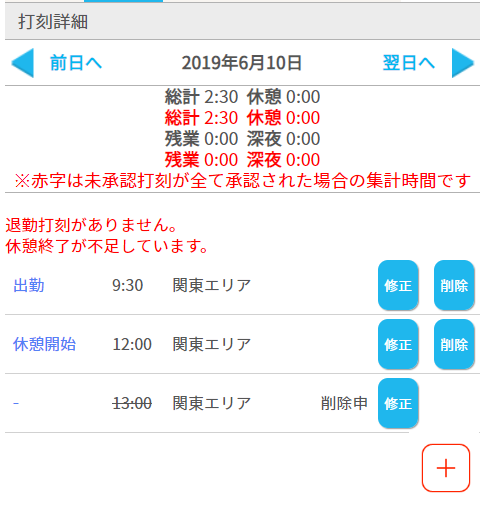 打刻詳細
前日へ 2019年6月10日 翌日へ
総計 2:30 休憩 0:00
総計 2:30 休憩 0:00
残業 0:00 深夜 0:00
残業 0:00 深夜 0:00
※赤字は未承認打刻が全て承認された場合の集計時間です
退勤打刻がありません。
休憩終了が不足しています。
出勤 9:30 関東エリア 修正 削除
休憩開始 12:00 関東エリア 修正 削除
- 13:00 関東エリア 削除申 修正
+